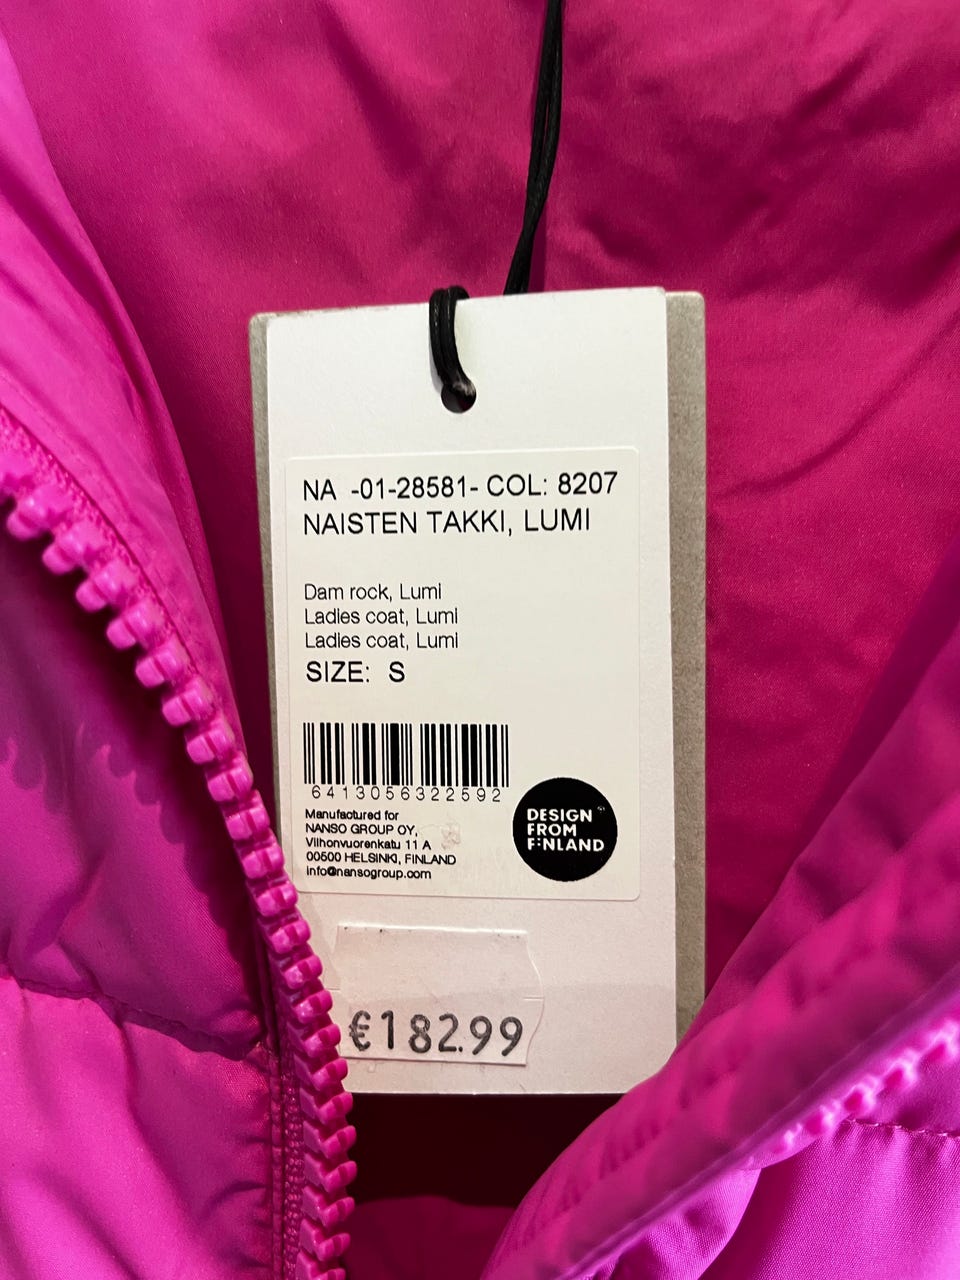 NA -01-28581- COL: 8207
NAISTEN TAKKI, LUMI
Dam rock, Lumi
Ladies coat, Lumi
Ladies coat, Lumi
SIZE: S
6413056322592
Manufactured for
NANSO GROUP OY,
Vilhonvuorenkatu 11 A
00500 HELSINKI, FINLAND
info@nansogroup.com
DESIGN
FROM
FINLAND
€182.99